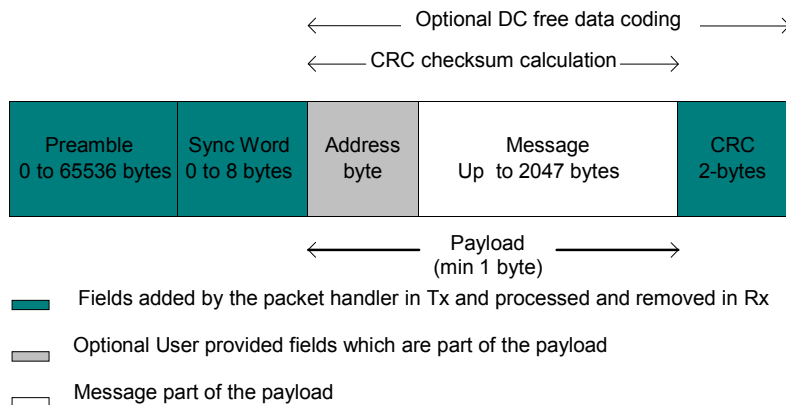 Optional DC free data coding
CRC checksum calculation
Preamble
0 to 65536 bytes
Sync Word
0 to 8 bytes
Address
byte
Message
Up to 2047 bytes
CRC
2-bytes
Payload
(min 1 byte)
Fields added by the packet handler in Tx and processed and removed in Rx
Optional User provided fields which are part of the payload
Message part of the payload